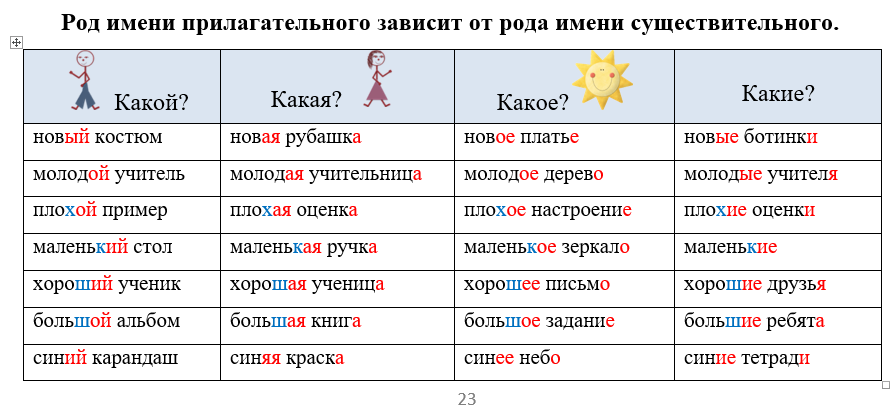 Род имени прилагательного зависит от рода имени существительного.
Какой? Какая? Какое? Какие?
новый костюм новая рубашка новое платье новые ботинки
молодой учитель молодая учительница молодое дерево молодые учителя
плохой пример плохая оценка плохое настроение плохие оценки
маленький стол маленькая ручка маленькое зеркало маленькие
хороший ученик хорошая ученица хорошее письмо хорошие друзья
большой альбом большая книга большое задание большие ребята
синий карандаш синяя краска синее небо синие тетради
23